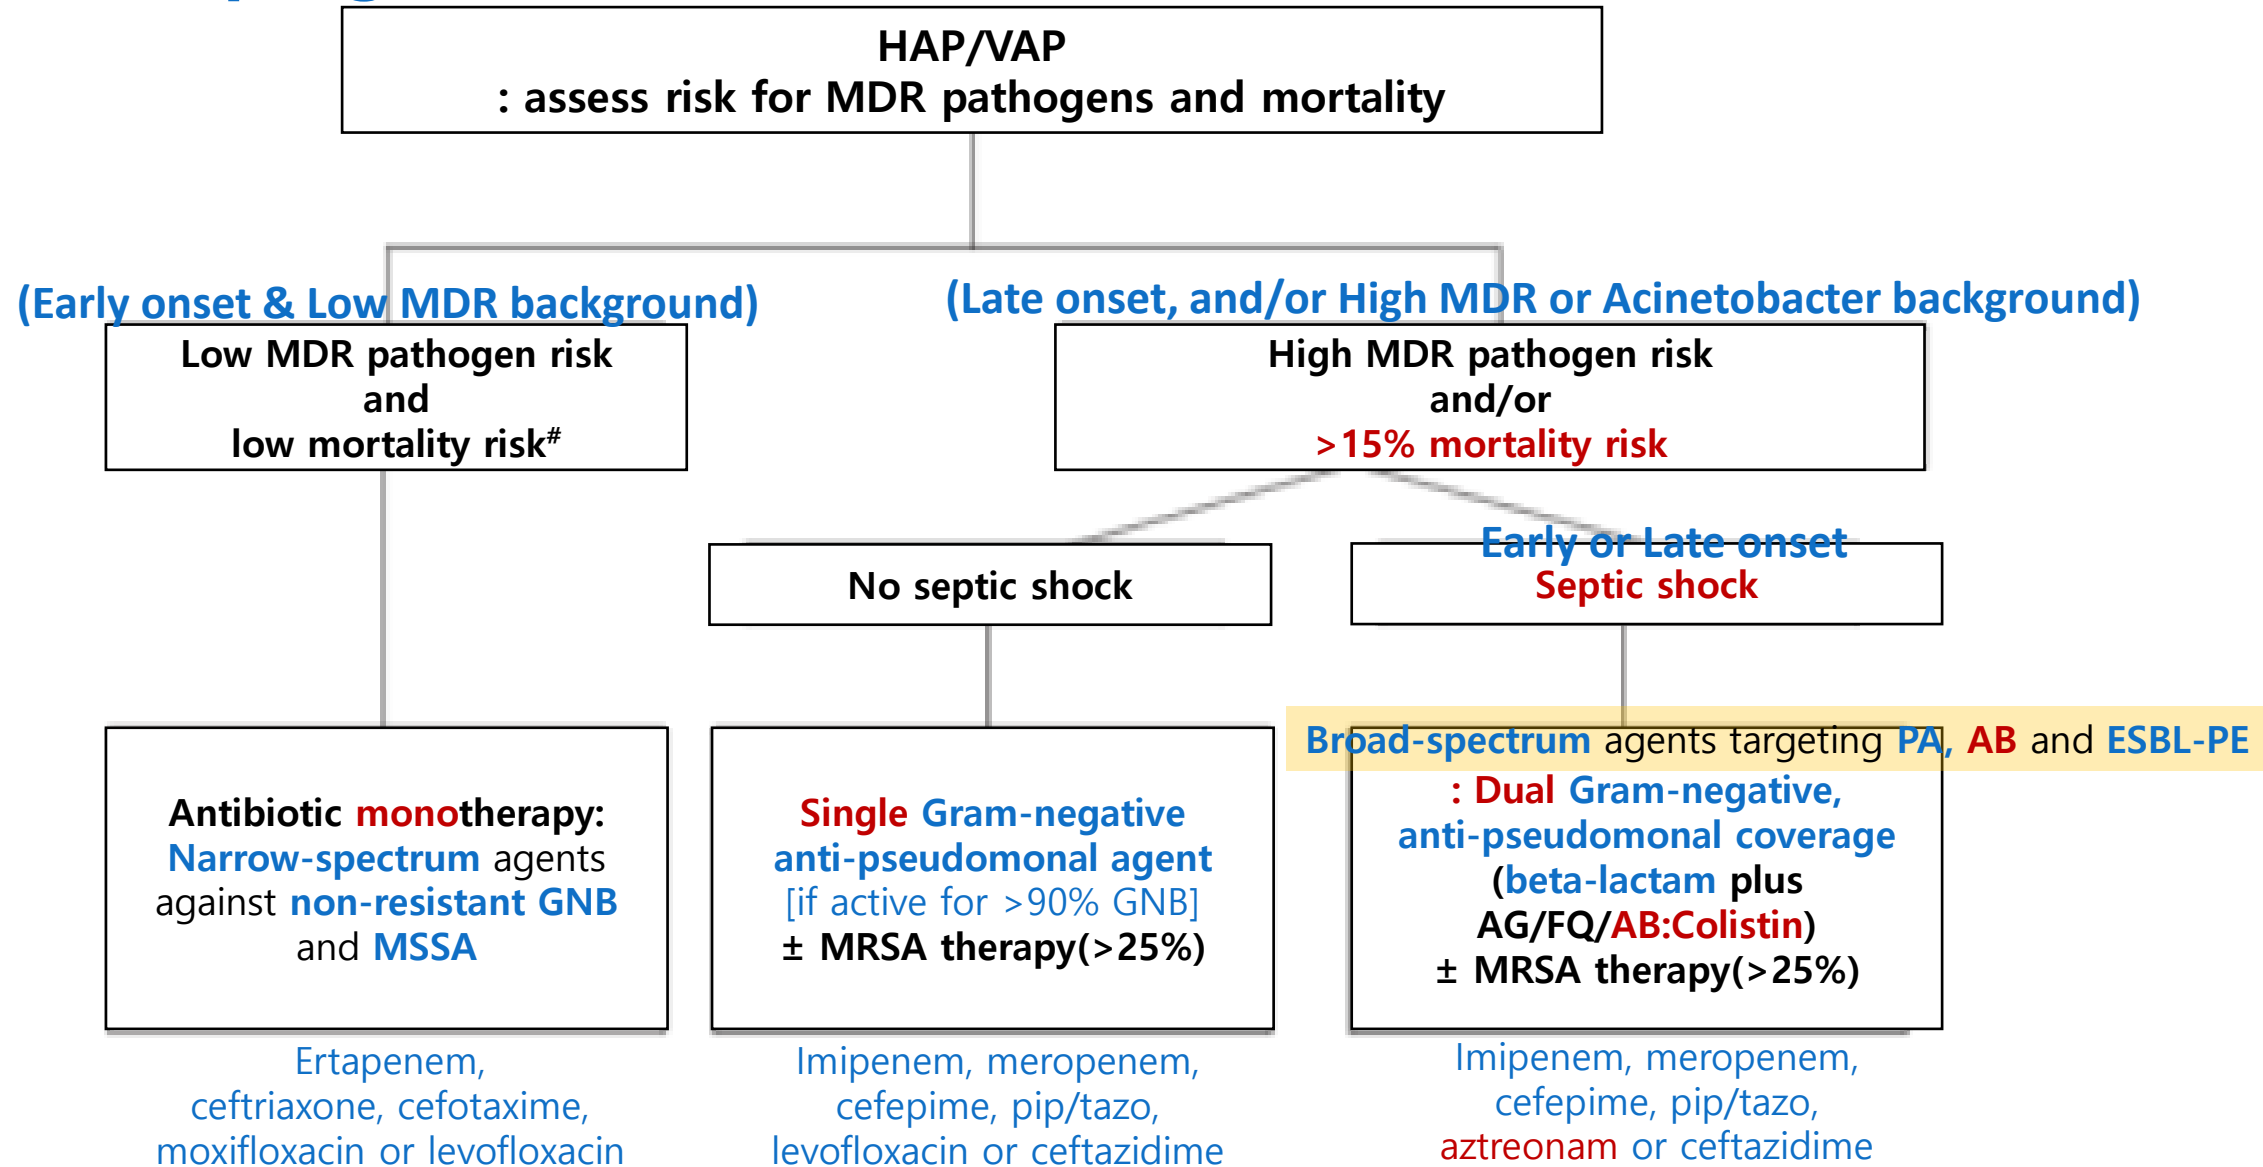 HAP/VAP
: assess risk for MDR pathogens and mortality
(Early onset & Low MDR background)
Low MDR pathogen risk
and
low mortality risk#
(Late onset, and/or High MDR or Acinetobacter background)
High MDR pathogen risk
and/or
>15% mortality risk
No septic shock
Early or Late onset
Septic shock
Antibiotic monotherapy:
Narrow-spectrum agents
against non-resistant GNB
and MSSA
Ertapenem,
ceftriaxone, cefotaxime,
moxifloxacin or levofloxacin
Single Gram-negative
anti-pseudomonal agent
[if active for >90% GNB]
± MRSA therapy(>25%)
Imipenem, meropenem,
cefepime, pip/tazo,
levofloxacin or ceftazidime
Broad-spectrum agents targeting PA, AB and ESBL-PE
: Dual Gram-negative,
anti-pseudomonal coverage
(beta-lactam plus
AG/FQ/AB:Colistin)
± MRSA therapy(>25%)
Imipenem, meropenem,
cefepime, pip/tazo,
aztreonam or ceftazidime